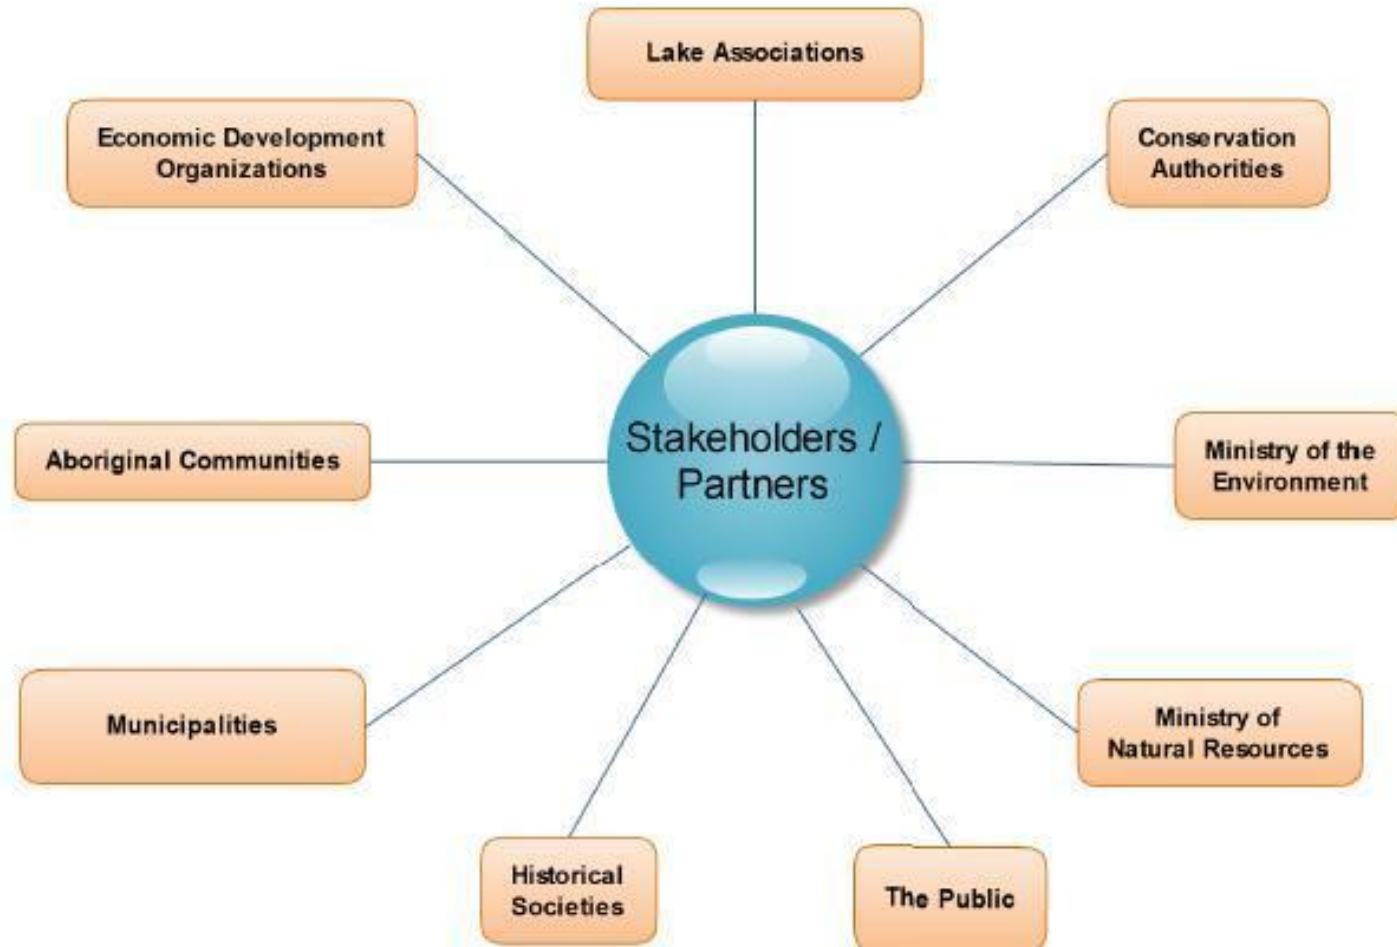 Lake Associations
Economic Development
Organizations
Conservation
Authorities
Stakeholders /
Partners
Aboriginal Communities
Ministry of the
Environment
Municipalities
Ministry of
Natural Resources
Historical
Societies
The Public